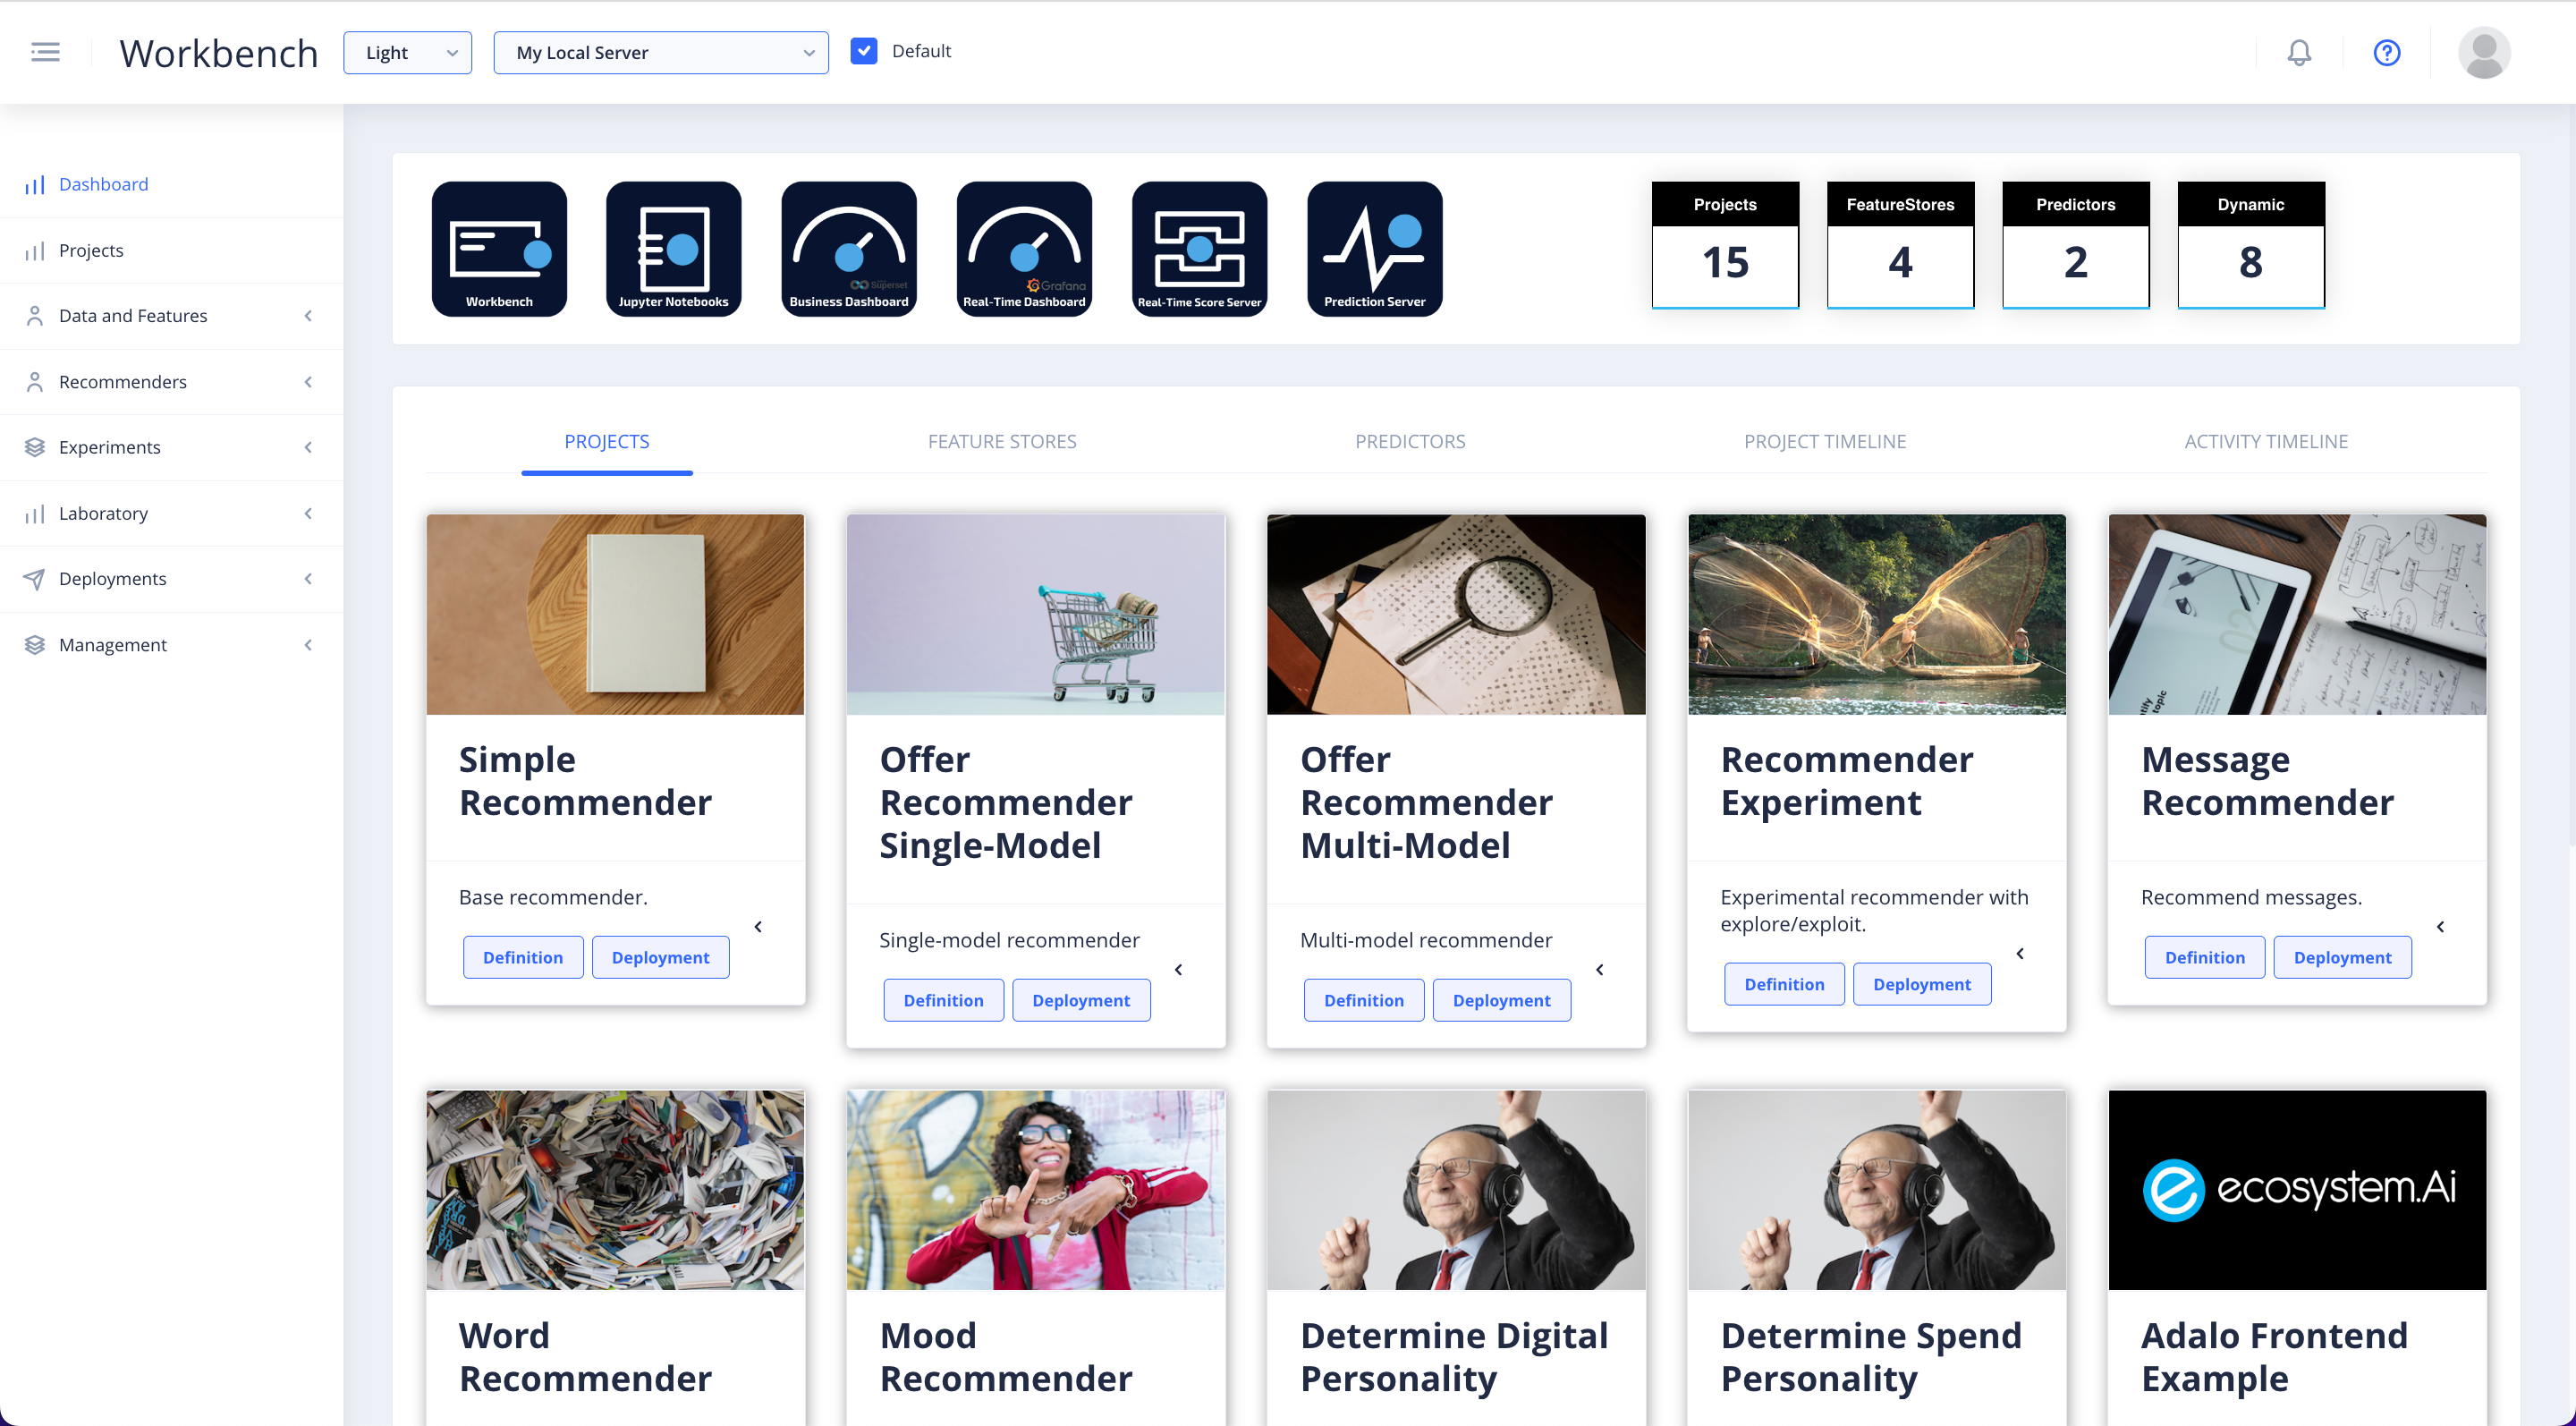 Workbench
Light
My Local Server
Default
Dashboard
Projects
Data and Features
Recommenders
Experiments
Laboratory
Deployments
Management
Workbench
Jupyter Notebooks
Superset
Business Dashboard
Grafana
Real-Time Dashboard
Real-Time Score Server
Prediction Server
Projects
15
FeatureStores
4
Predictors
2
Dynamic
8
PROJECTS
FEATURE STORES
PREDICTORS
PROJECT TIMELINE
ACTIVITY TIMELINE
Simple
Recommender
Base recommender.
Definition
Deployment
Offer
Recommender
Single-Model
Single-model recommender
Definition
Deployment
Offer
Recommender
Multi-Model
Multi-model recommender
Definition
Deployment
Recommender
Experiment
Experimental recommender with
explore/exploit.
Definition
Deployment
topic
Message
Recommender
Recommend messages.
Definition
Deployment
Word
Recommender
Mood
Recommender
Determine Digital
Personality
Determine Spend
Personality
ecosystem.Ai
Adalo Frontend
Example